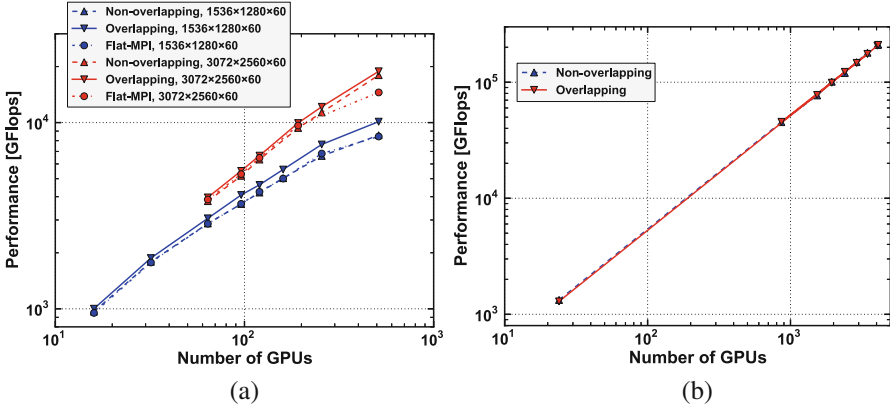 Non-overlapping, 1536×1280×60
Overlapping, 1536×1280×60
Flat-MPI, 1536×1280×60
Non-overlapping, 3072×2560×60
Overlapping, 3072×2560×60
Flat-MPI, 3072×2560×60
Performance [GFlops]
10^4
10^3
10^1
10^2
10^3
Number of GPUs
(a)
Non-overlapping
Overlapping
Performance [GFlops]
10^5
10^4
10^3
10^1
10^2
10^3
Number of GPUs
(b)